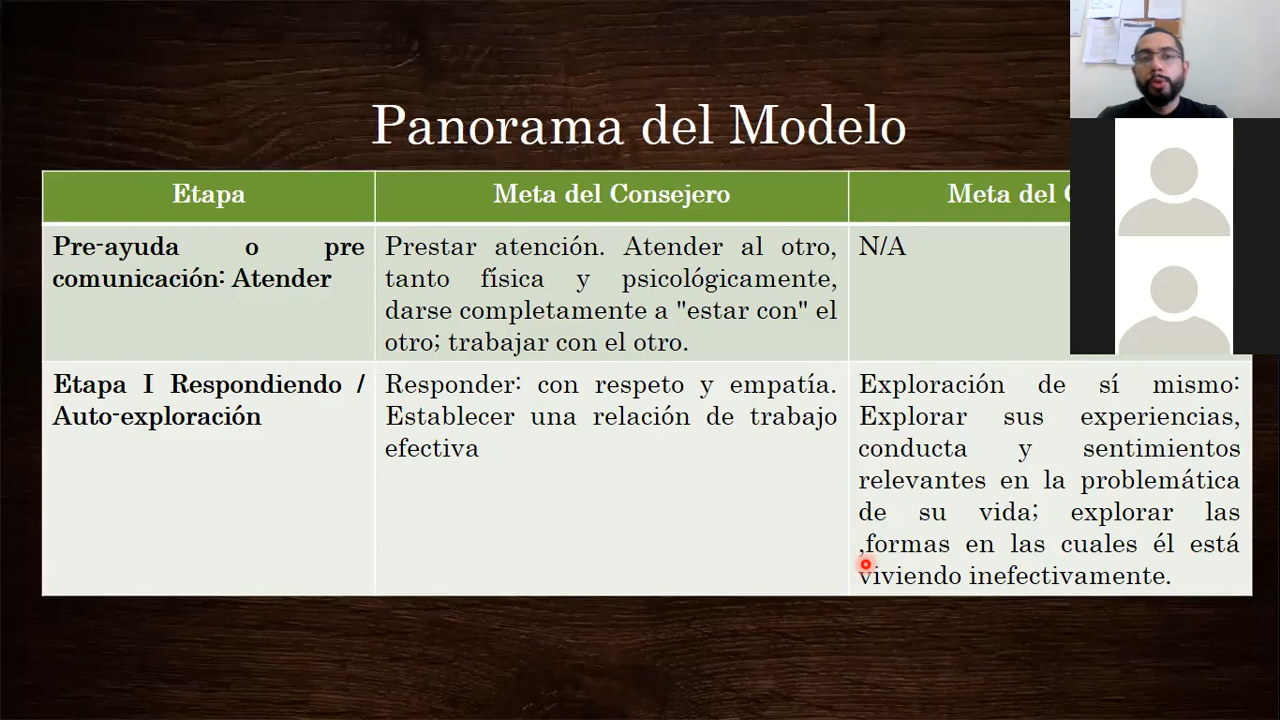 Panorama del Modelo
Etapa
Meta del Consejero
Meta del
Pre-ayuda o pre
comunicación: Atender
Prestar atención. Atender al otro,
tanto física y psicológicamente,
darse completamente a "estar con" el
otro; trabajar con el otro.
N/A
Etapa I Respondiendo /
Auto-exploración
Responder: con respeto y empatía.
Establecer una relación de trabajo
efectiva
Exploración de sí mismo:
Explorar sus experiencias,
conducta y sentimientos
relevantes en la problemática
de su vida; explorar las
,formas en las cuales él está
viviendo inefectivamente.